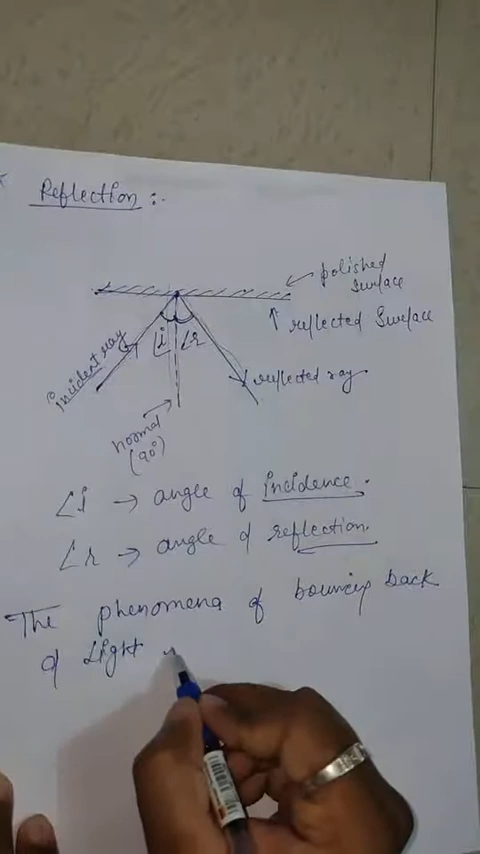 Reflection :-
polished
surface
reflected surface
incident ray
∠i
∠r
reflected ray
normal
(90°)
∠i → angle of incidence.
∠r → angle of reflection.
The phenomena of bouncing back
of light